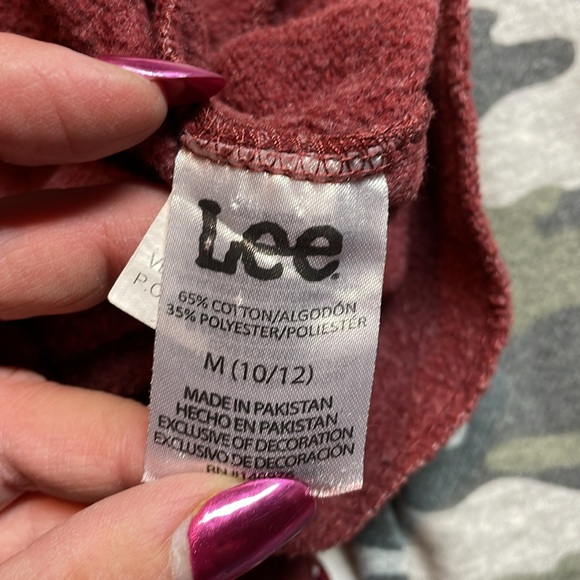 Lee
65% COTTON/ALGODÓN
35% POLYESTER/POLIESTER
M (10/12)
MADE IN PAKISTAN
HECHO EN PAKISTAN
EXCLUSIVE OF DECORATION
EXCLUSIVO DE DECORACIÓN